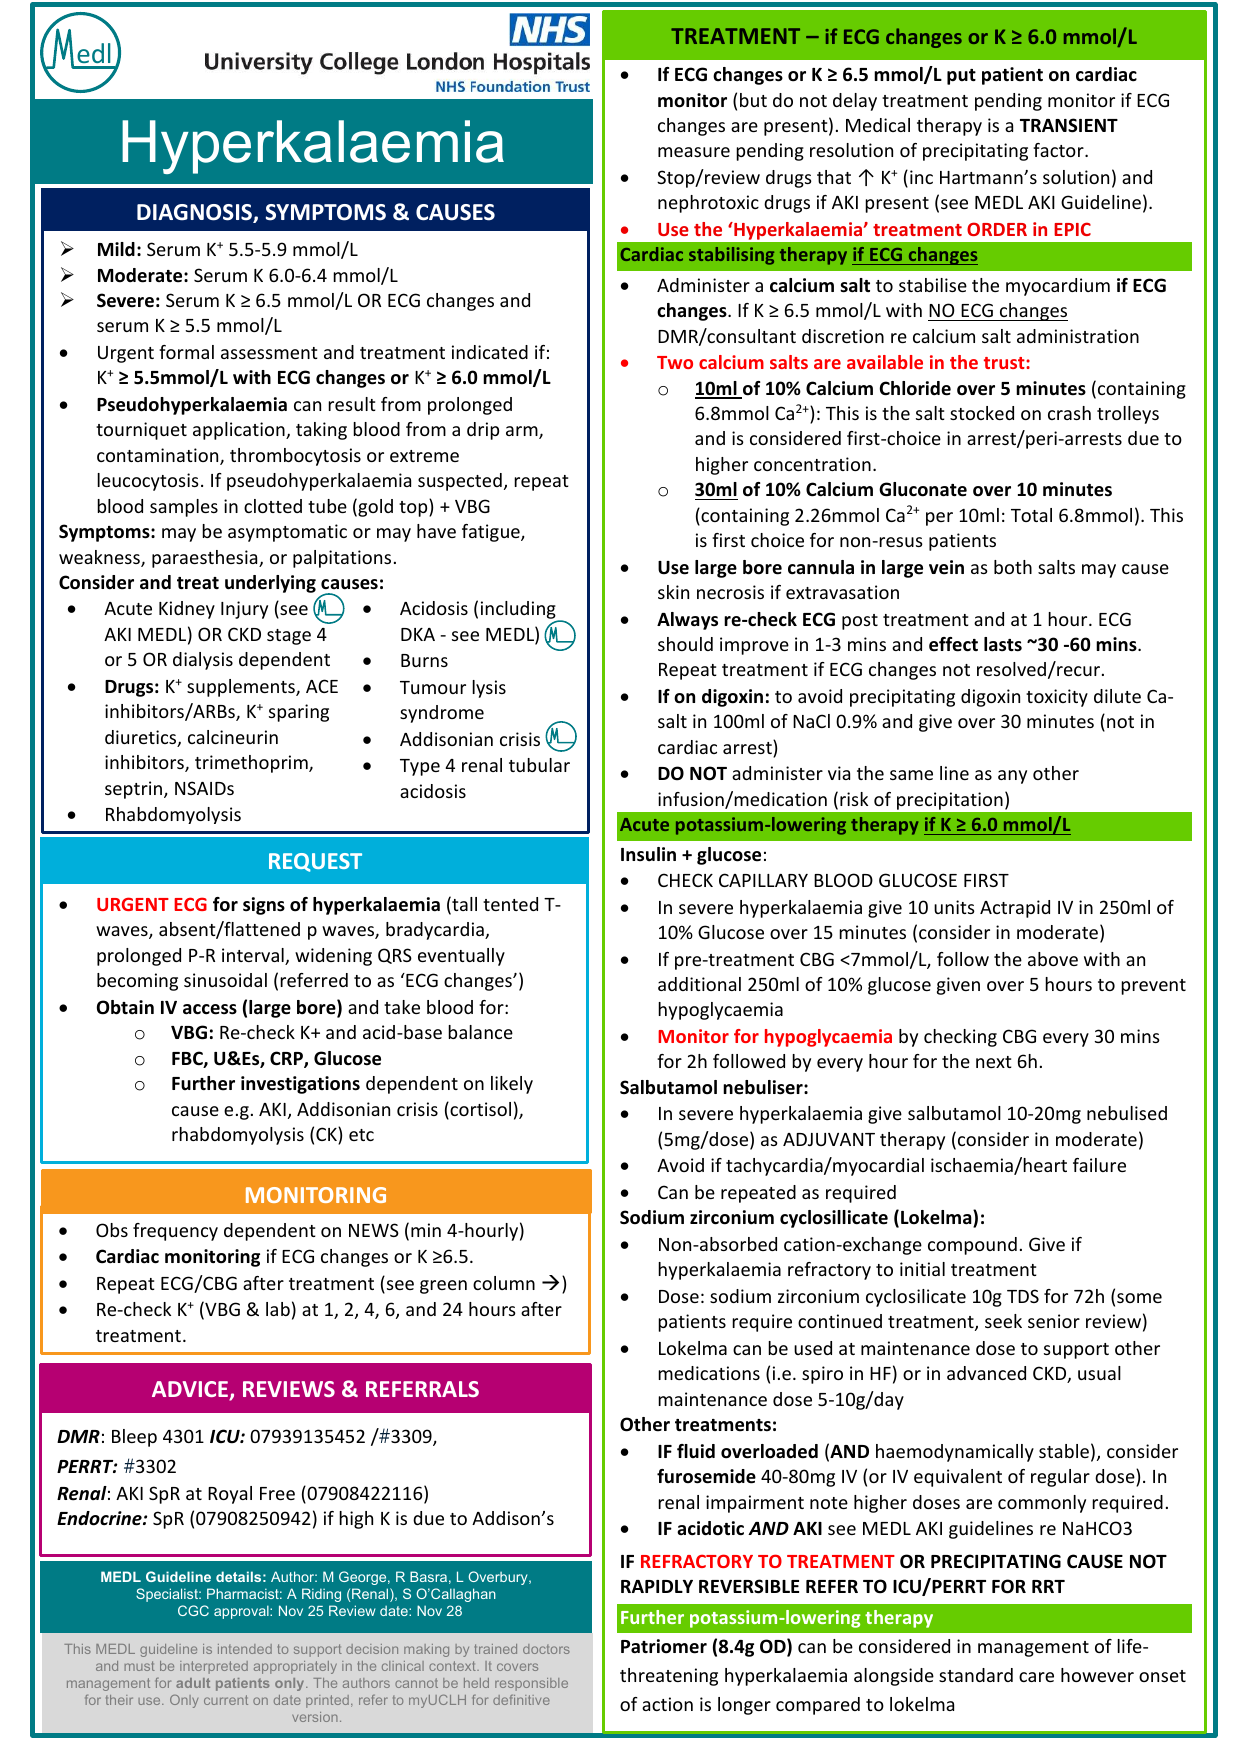 Medl
NHS
University College London Hospitals
NHS Foundation Trust
Hyperkalaemia
DIAGNOSIS, SYMPTOMS & CAUSES
➢ Mild: Serum K⁺ 5.5-5.9 mmol/L
➢ Moderate: Serum K 6.0-6.4 mmol/L
➢ Severe: Serum K ≥ 6.5 mmol/L OR ECG changes and
serum K ≥ 5.5 mmol/L
• Urgent formal assessment and treatment indicated if:
K⁺ ≥ 5.5mmol/L with ECG changes or K⁺ ≥ 6.0 mmol/L
• Pseudohyperkalaemia can result from prolonged
tourniquet application, taking blood from a drip arm,
contamination, thrombocytosis or extreme
leucocytosis. If pseudohyperkalaemia suspected, repeat
blood samples in clotted tube (gold top) + VBG
Symptoms: may be asymptomatic or may have fatigue,
weakness, paraesthesia, or palpitations.
Consider and treat underlying causes:
• Acute Kidney Injury (see M
AKI MEDL) OR CKD stage 4
or 5 OR dialysis dependent
• Drugs: K⁺ supplements, ACE
inhibitors/ARBs, K⁺ sparing
diuretics, calcineurin
inhibitors, trimethoprim,
septrin, NSAIDs
• Rhabdomyolysis
• Acidosis (including
DKA - see MEDL) M
• Burns
• Tumour lysis
syndrome
• Addisonian crisis M
• Type 4 renal tubular
acidosis
REQUEST
• URGENT ECG for signs of hyperkalaemia (tall tented T-
waves, absent/flattened p waves, bradycardia,
prolonged P-R interval, widening QRS eventually
becoming sinusoidal (referred to as ‘ECG changes’)
• Obtain IV access (large bore) and take blood for:
o VBG: Re-check K+ and acid-base balance
o FBC, U&Es, CRP, Glucose
o Further investigations dependent on likely
cause e.g. AKI, Addisonian crisis (cortisol),
rhabdomyolysis (CK) etc
MONITORING
• Obs frequency dependent on NEWS (min 4-hourly)
• Cardiac monitoring if ECG changes or K ≥6.5.
• Repeat ECG/CBG after treatment (see green column →)
• Re-check K⁺ (VBG & lab) at 1, 2, 4, 6, and 24 hours after
treatment.
ADVICE, REVIEWS & REFERRALS
DMR: Bleep 4301 ICU: 07939135452 /#3309,
PERRT: #3302
Renal: AKI SpR at Royal Free (07908422116)
Endocrine: SpR (07908250942) if high K is due to Addison’s
MEDL Guideline details: Author: M George, R Basra, L Overbury,
Specialist: Pharmacist: A Riding (Renal), S O’Callaghan
CGC approval: Nov 25 Review date: Nov 28
This MEDL guideline is intended to support decision making by trained doctors
and must be interpreted appropriately in the clinical context. It covers
management for adult patients only. The authors cannot be held responsible
for their use. Only current on date printed, refer to myUCLH for definitive
version.
TREATMENT – if ECG changes or K ≥ 6.0 mmol/L
• If ECG changes or K ≥ 6.5 mmol/L put patient on cardiac
monitor (but do not delay treatment pending monitor if ECG
changes are present). Medical therapy is a TRANSIENT
measure pending resolution of precipitating factor.
• Stop/review drugs that ↑ K⁺ (inc Hartmann’s solution) and
nephrotoxic drugs if AKI present (see MEDL AKI Guideline).
• Use the ‘Hyperkalaemia’ treatment ORDER in EPIC
Cardiac stabilising therapy if ECG changes
• Administer a calcium salt to stabilise the myocardium if ECG
changes. If K ≥ 6.5 mmol/L with NO ECG changes
DMR/consultant discretion re calcium salt administration
• Two calcium salts are available in the trust:
o 10ml of 10% Calcium Chloride over 5 minutes (containing
6.8mmol Ca²⁺): This is the salt stocked on crash trolleys
and is considered first-choice in arrest/peri-arrests due to
higher concentration.
o 30ml of 10% Calcium Gluconate over 10 minutes
(containing 2.26mmol Ca²⁺ per 10ml: Total 6.8mmol). This
is first choice for non-resus patients
• Use large bore cannula in large vein as both salts may cause
skin necrosis if extravasation
• Always re-check ECG post treatment and at 1 hour. ECG
should improve in 1-3 mins and effect lasts ~30 -60 mins.
Repeat treatment if ECG changes not resolved/recur.
• If on digoxin: to avoid precipitating digoxin toxicity dilute Ca-
salt in 100ml of NaCl 0.9% and give over 30 minutes (not in
cardiac arrest)
• DO NOT administer via the same line as any other
infusion/medication (risk of precipitation)
Acute potassium-lowering therapy if K ≥ 6.0 mmol/L
Insulin + glucose:
• CHECK CAPILLARY BLOOD GLUCOSE FIRST
• In severe hyperkalaemia give 10 units Actrapid IV in 250ml of
10% Glucose over 15 minutes (consider in moderate)
• If pre-treatment CBG <7mmol/L, follow the above with an
additional 250ml of 10% glucose given over 5 hours to prevent
hypoglycaemia
• Monitor for hypoglycaemia by checking CBG every 30 mins
for 2h followed by every hour for the next 6h.
Salbutamol nebuliser:
• In severe hyperkalaemia give salbutamol 10-20mg nebulised
(5mg/dose) as ADJUVANT therapy (consider in moderate)
• Avoid if tachycardia/myocardial ischaemia/heart failure
• Can be repeated as required
Sodium zirconium cyclosillicate (Lokelma):
• Non-absorbed cation-exchange compound. Give if
hyperkalaemia refractory to initial treatment
• Dose: sodium zirconium cyclosilicate 10g TDS for 72h (some
patients require continued treatment, seek senior review)
• Lokelma can be used at maintenance dose to support other
medications (i.e. spiro in HF) or in advanced CKD, usual
maintenance dose 5-10g/day
Other treatments:
• IF fluid overloaded (AND haemodynamically stable), consider
furosemide 40-80mg IV (or IV equivalent of regular dose). In
renal impairment note higher doses are commonly required.
• IF acidotic AND AKI see MEDL AKI guidelines re NaHCO3
IF REFRACTORY TO TREATMENT OR PRECIPITATING CAUSE NOT
RAPIDLY REVERSIBLE REFER TO ICU/PERRT FOR RRT
Further potassium-lowering therapy
Patriomer (8.4g OD) can be considered in management of life-
threatening hyperkalaemia alongside standard care however onset
of action is longer compared to lokelma